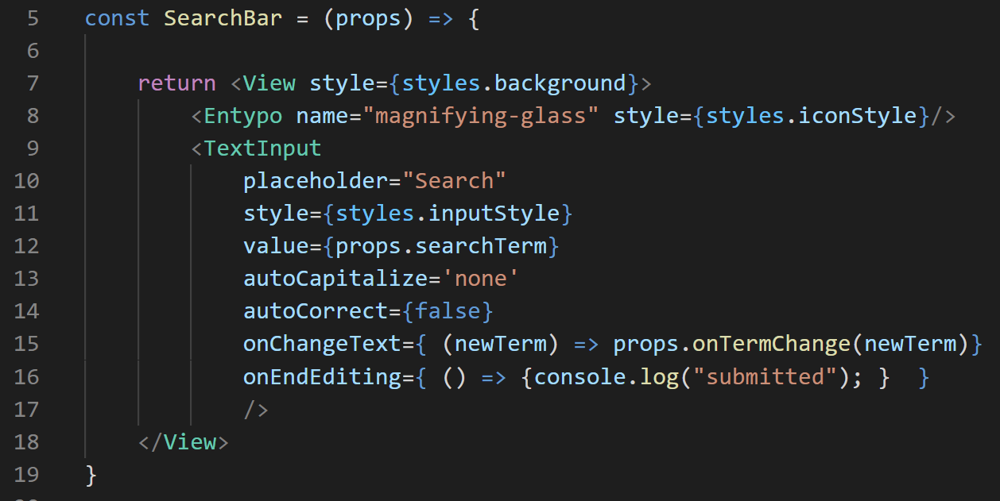 5 const SearchBar = (props) => {
6
7 return <View style={styles.background}>
8 <Entypo name="magnifying-glass" style={styles.iconStyle}/>
9 <TextInput
10 placeholder="Search"
11 style={styles.inputStyle}
12 value={props.searchTerm}
13 autoCapitalize='none'
14 autoCorrect={false}
15 onChangeText={ (newTerm) => props.onTermChange(newTerm)}
16 onEndEditing={ () => {console.log("submitted"); }  }
17 />
18 </View>
19 }